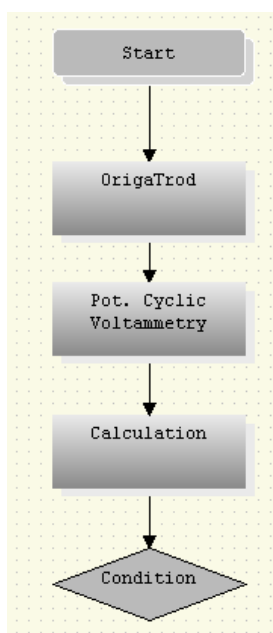 Start
OrigaTrod
Pot. Cyclic
Voltammetry
Calculation
Condition